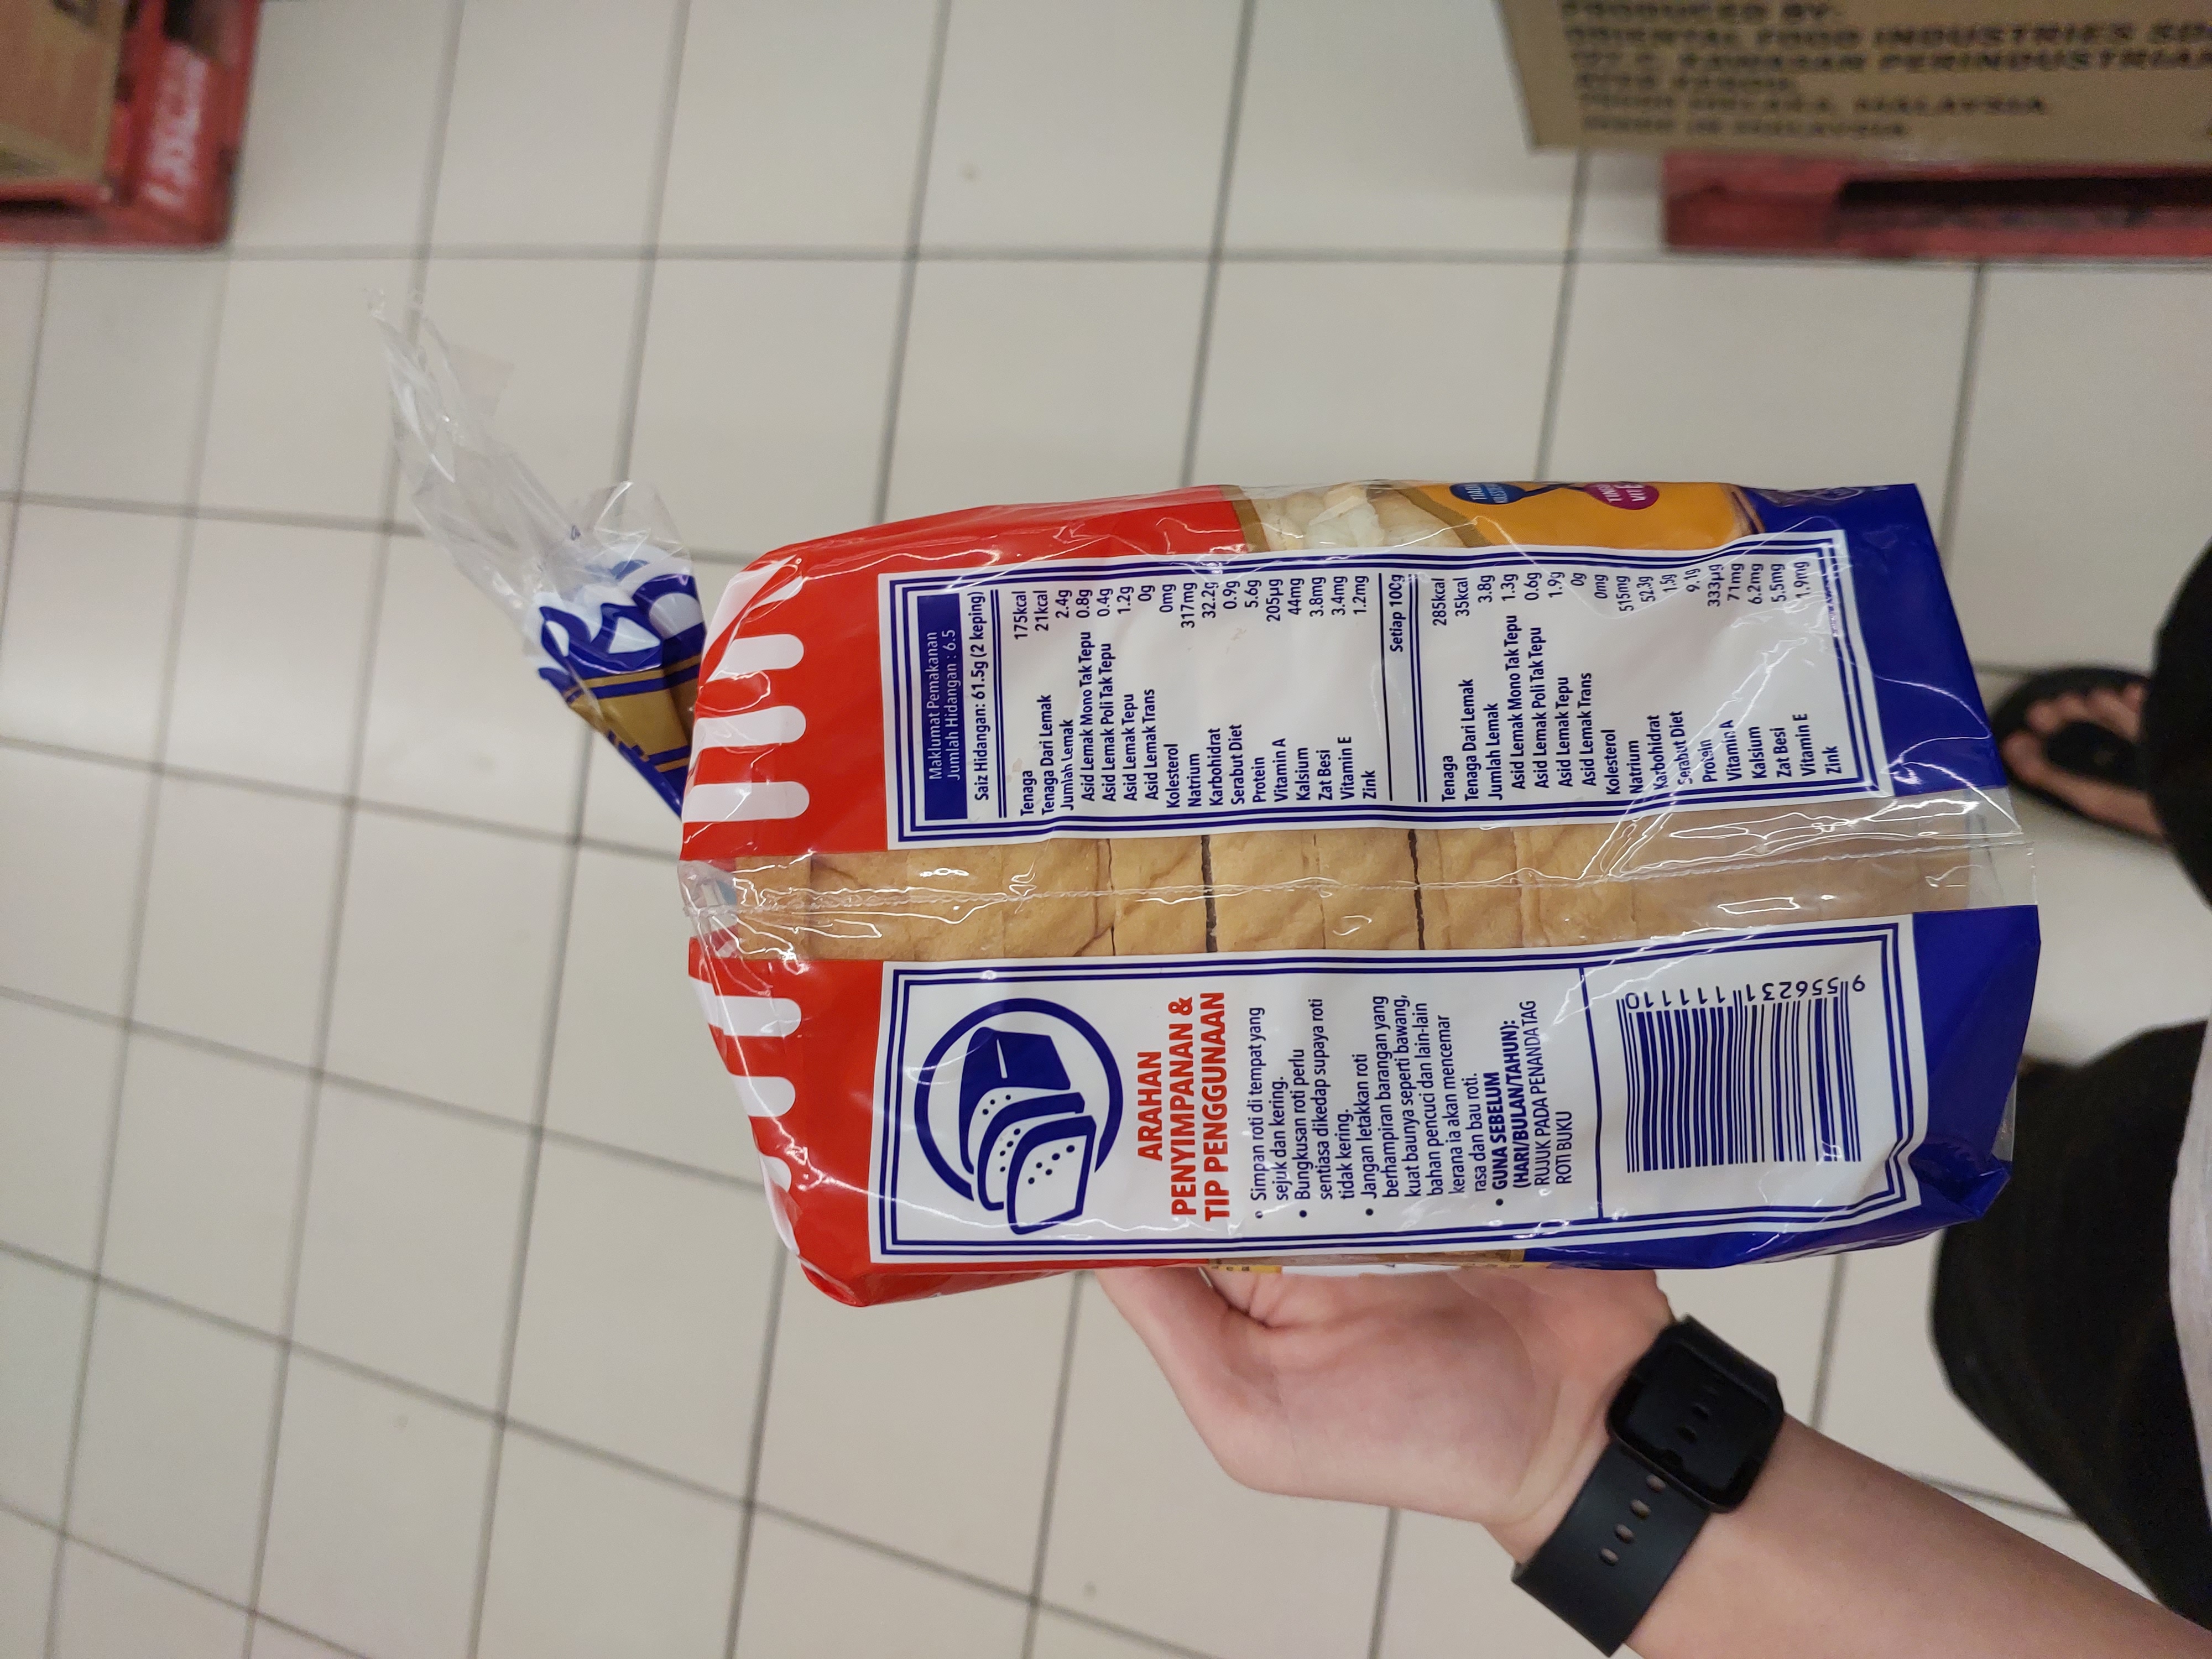 ARAHAN
PENYIMPANAN &
TIP PENGGUNAAN
• Simpan roti di tempat yang
sejuk dan kering.
• Bungkusan roti perlu
sentiasa dikedap supaya roti
tidak kering.
• Jangan letakkan roti
berhampiran barangan yang
kuat baunya seperti bawang,
bahan pencuci dan lain-lain
kerana ia akan mencemar
rasa dan bau roti.
• GUNA SEBELUM
(HARI/BULAN/TAHUN):
RUJUK PADA PENANDA TAG
ROTI BUKU
9 556231 111110
Maklumat Pemakanan
Jumlah Hidangan : 6.5
Saiz Hidangan: 61.5g (2 keping)
Tenaga 175kcal
Tenaga Dari Lemak 21kcal
Jumlah Lemak 2.4g
Asid Lemak Mono Tak Tepu 0.8g
Asid Lemak Poli Tak Tepu 0.4g
Asid Lemak Tepu 1.2g
Asid Lemak Trans 0g
Kolesterol 0mg
Natrium 317mg
Karbohidrat 32.2g
Serabut Diet 0.9g
Protein 5.6g
Vitamin A 205µg
Kalsium 44mg
Zat Besi 3.8mg
Vitamin E 3.4mg
Zink 1.2mg
Setiap 100g
Tenaga 285kcal
Tenaga Dari Lemak 35kcal
Jumlah Lemak 3.8g
Asid Lemak Mono Tak Tepu 1.3g
Asid Lemak Poli Tak Tepu 0.6g
Asid Lemak Tepu 1.9g
Asid Lemak Trans 0g
Kolesterol 0mg
Natrium 515mg
Karbohidrat 52.3g
Serabut Diet 1.5g
Protein 9.1g
Vitamin A 333µg
Kalsium 71mg
Zat Besi 6.2mg
Vitamin E 5.5mg
Zink 1.9mg